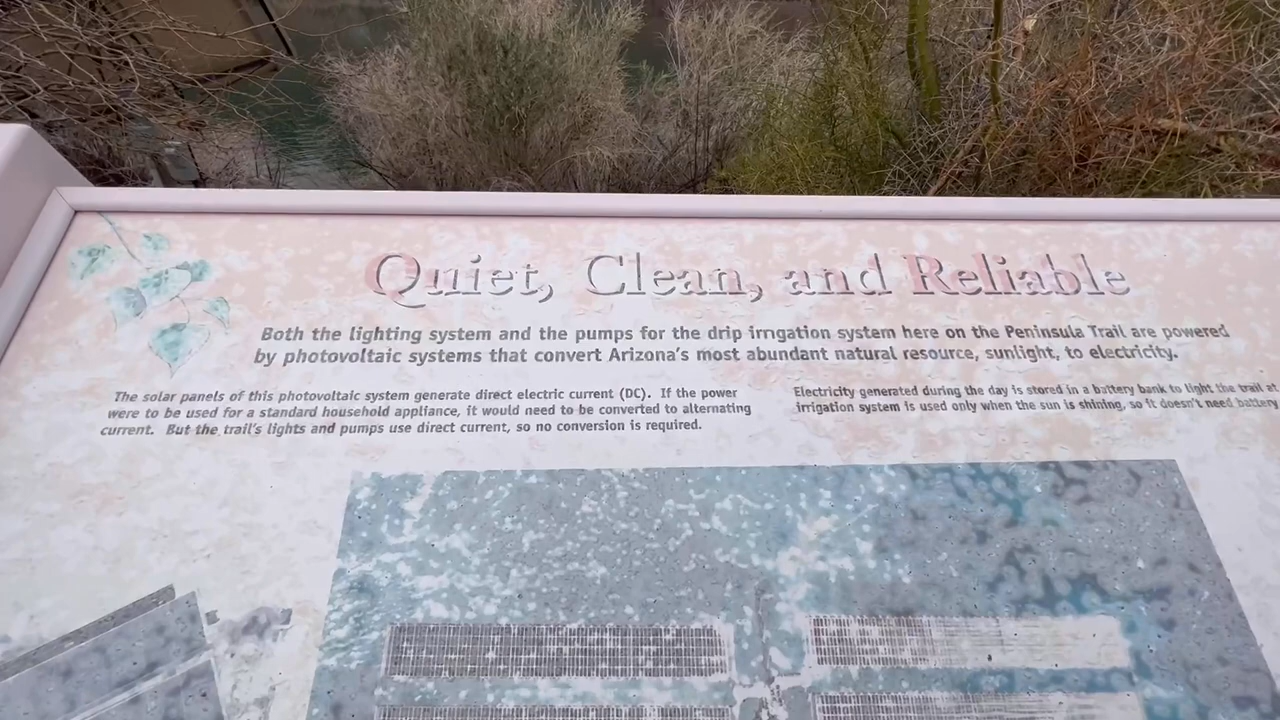 Quiet, Clean, and Reliable
Both the lighting system and the pumps for the drip irrigation system here on the Peninsula Trail are powered
by photovoltaic systems that convert Arizona's most abundant natural resource, sunlight, to electricity.
The solar panels of this photovoltaic system generate direct electric current (DC). If the power
were to be used for a standard household appliance, it would need to be converted to alternating
current. But the trail's lights and pumps use direct current, so no conversion is required.
Electricity generated during the day is stored in a battery bank to light the trail at
irrigation system is used only when the sun is shining, so it doesn't need battery